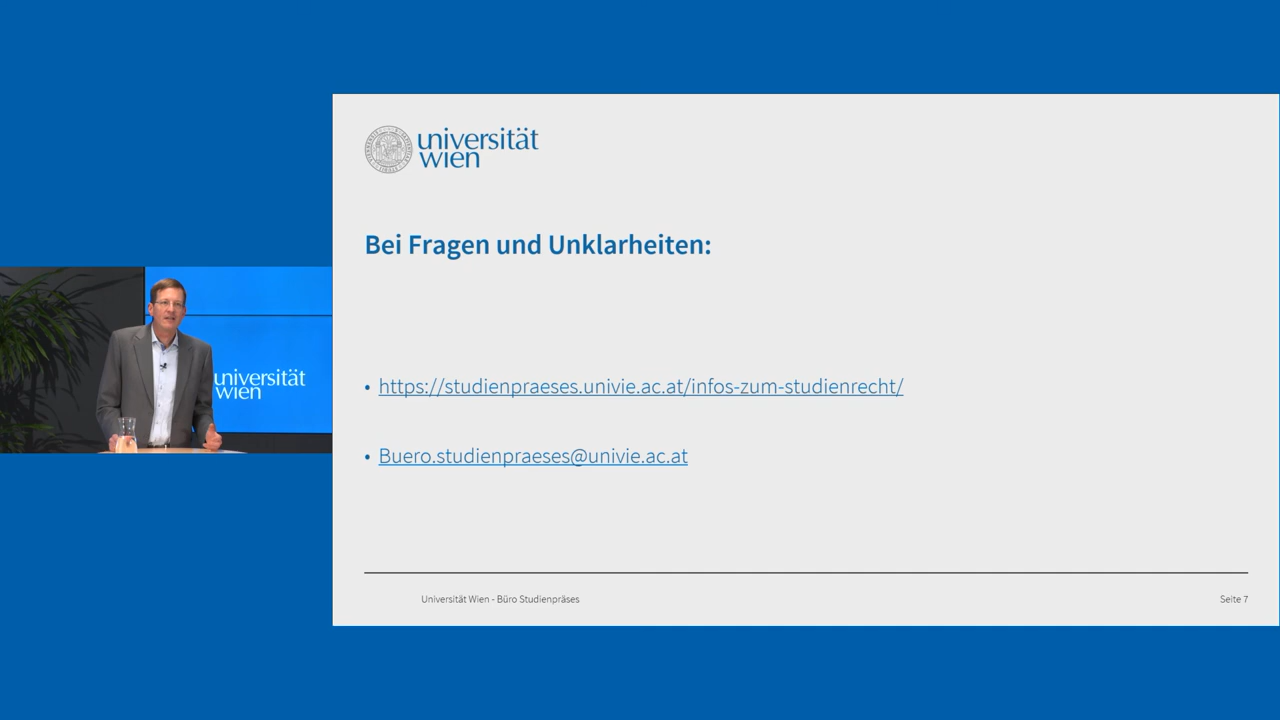 universität
wien
Bei Fragen und Unklarheiten:
• https://studienpraeses.univie.ac.at/infos-zum-studienrecht/
• Buero.studienpraeses@univie.ac.at
Universität Wien - Büro Studienpräses
Seite 7
universität
wien